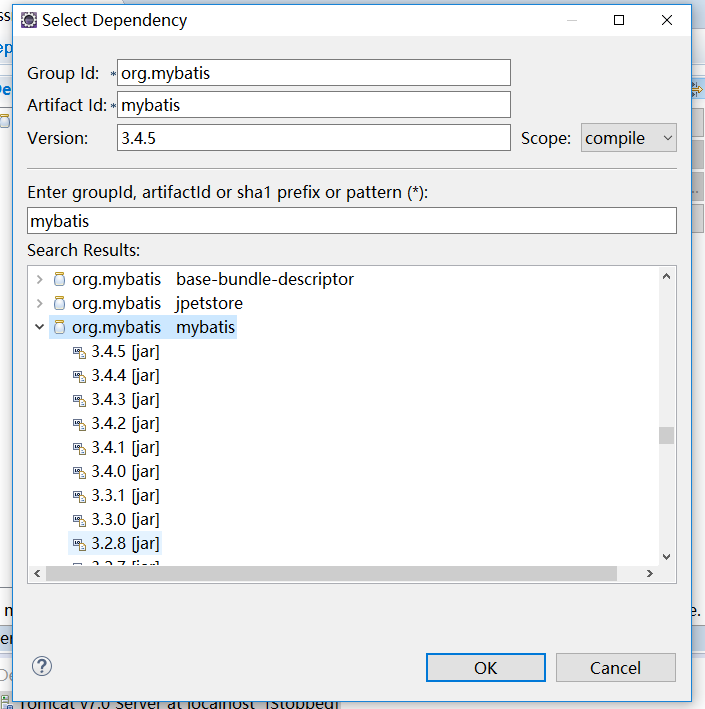 Select Dependency
Group Id: * org.mybatis
Artifact Id: * mybatis
Version: 3.4.5 Scope: compile
Enter groupId, artifactId or sha1 prefix or pattern (*):
mybatis
Search Results:
org.mybatis base-bundle-descriptor
org.mybatis jpetstore
org.mybatis mybatis
3.4.5 [jar]
3.4.4 [jar]
3.4.3 [jar]
3.4.2 [jar]
3.4.1 [jar]
3.4.0 [jar]
3.3.1 [jar]
3.3.0 [jar]
3.2.8 [jar]
3.2.7 [jar]
OK Cancel
Tomcat v7.0 Server at localhost [Stopped]